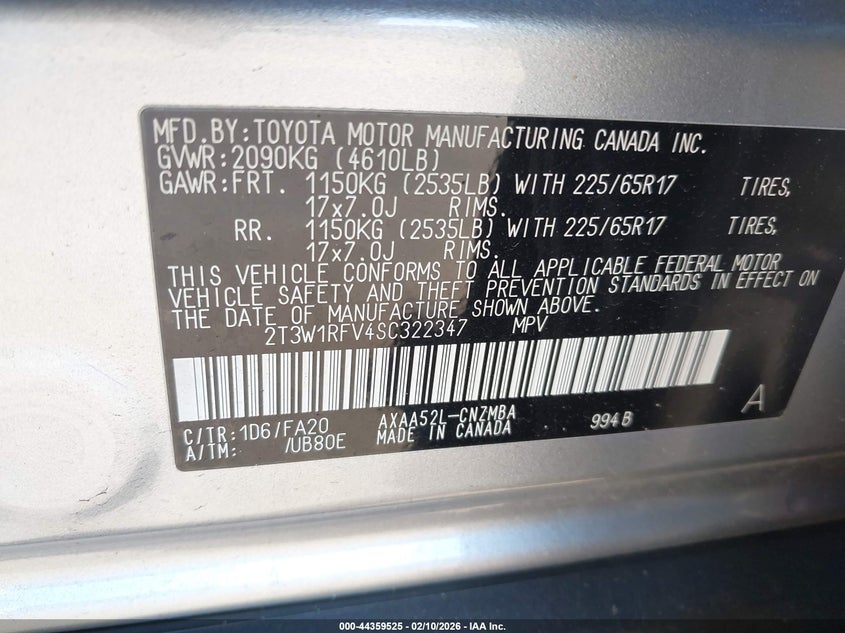 MFD.BY:TOYOTA MOTOR MANUFACTURING CANADA INC.
GVWR:2090KG (4610LB)
GAWR:FRT. 1150KG (2535LB) WITH 225/65R17 TIRES,
17x7.0J RIMS.
RR. 1150KG (2535LB) WITH 225/65R17 TIRES,
17x7.0J RIMS.
THIS VEHICLE CONFORMS TO ALL APPLICABLE FEDERAL MOTOR
VEHICLE SAFETY AND THEFT PREVENTION STANDARDS IN EFFECT ON
THE DATE OF MANUFACTURE SHOWN ABOVE.
2T3W1RFV4SC322347 MPV
C/TR:1D6/FA20 AXAA52L-CNZMBA 994B A
A/TM: /UB80E MADE IN CANADA
000-44359525 - 02/10/2026 - IAA Inc.